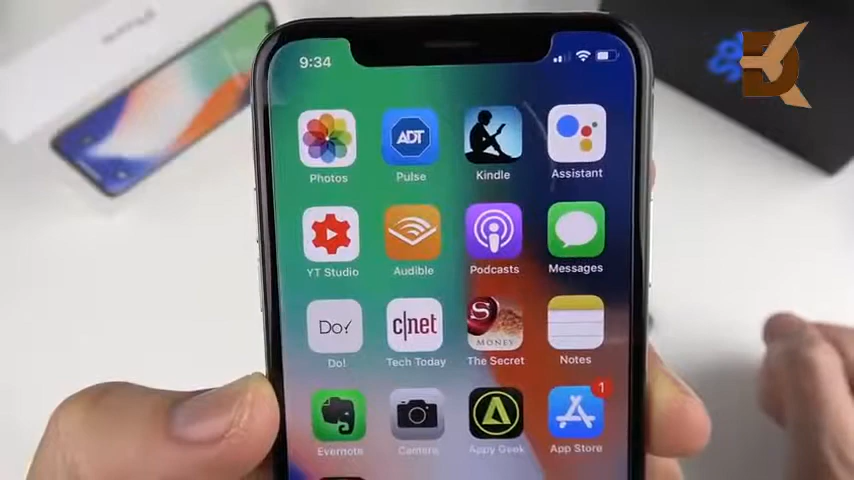 9:34
Photos
ADT
Pulse
Kindle
Assistant
YT Studio
Audible
Podcasts
Messages
Do!
c|net
S
MONEY
Do!
Tech Today
The Secret
Notes
1
Evernote
Camera
Appy Geek
App Store